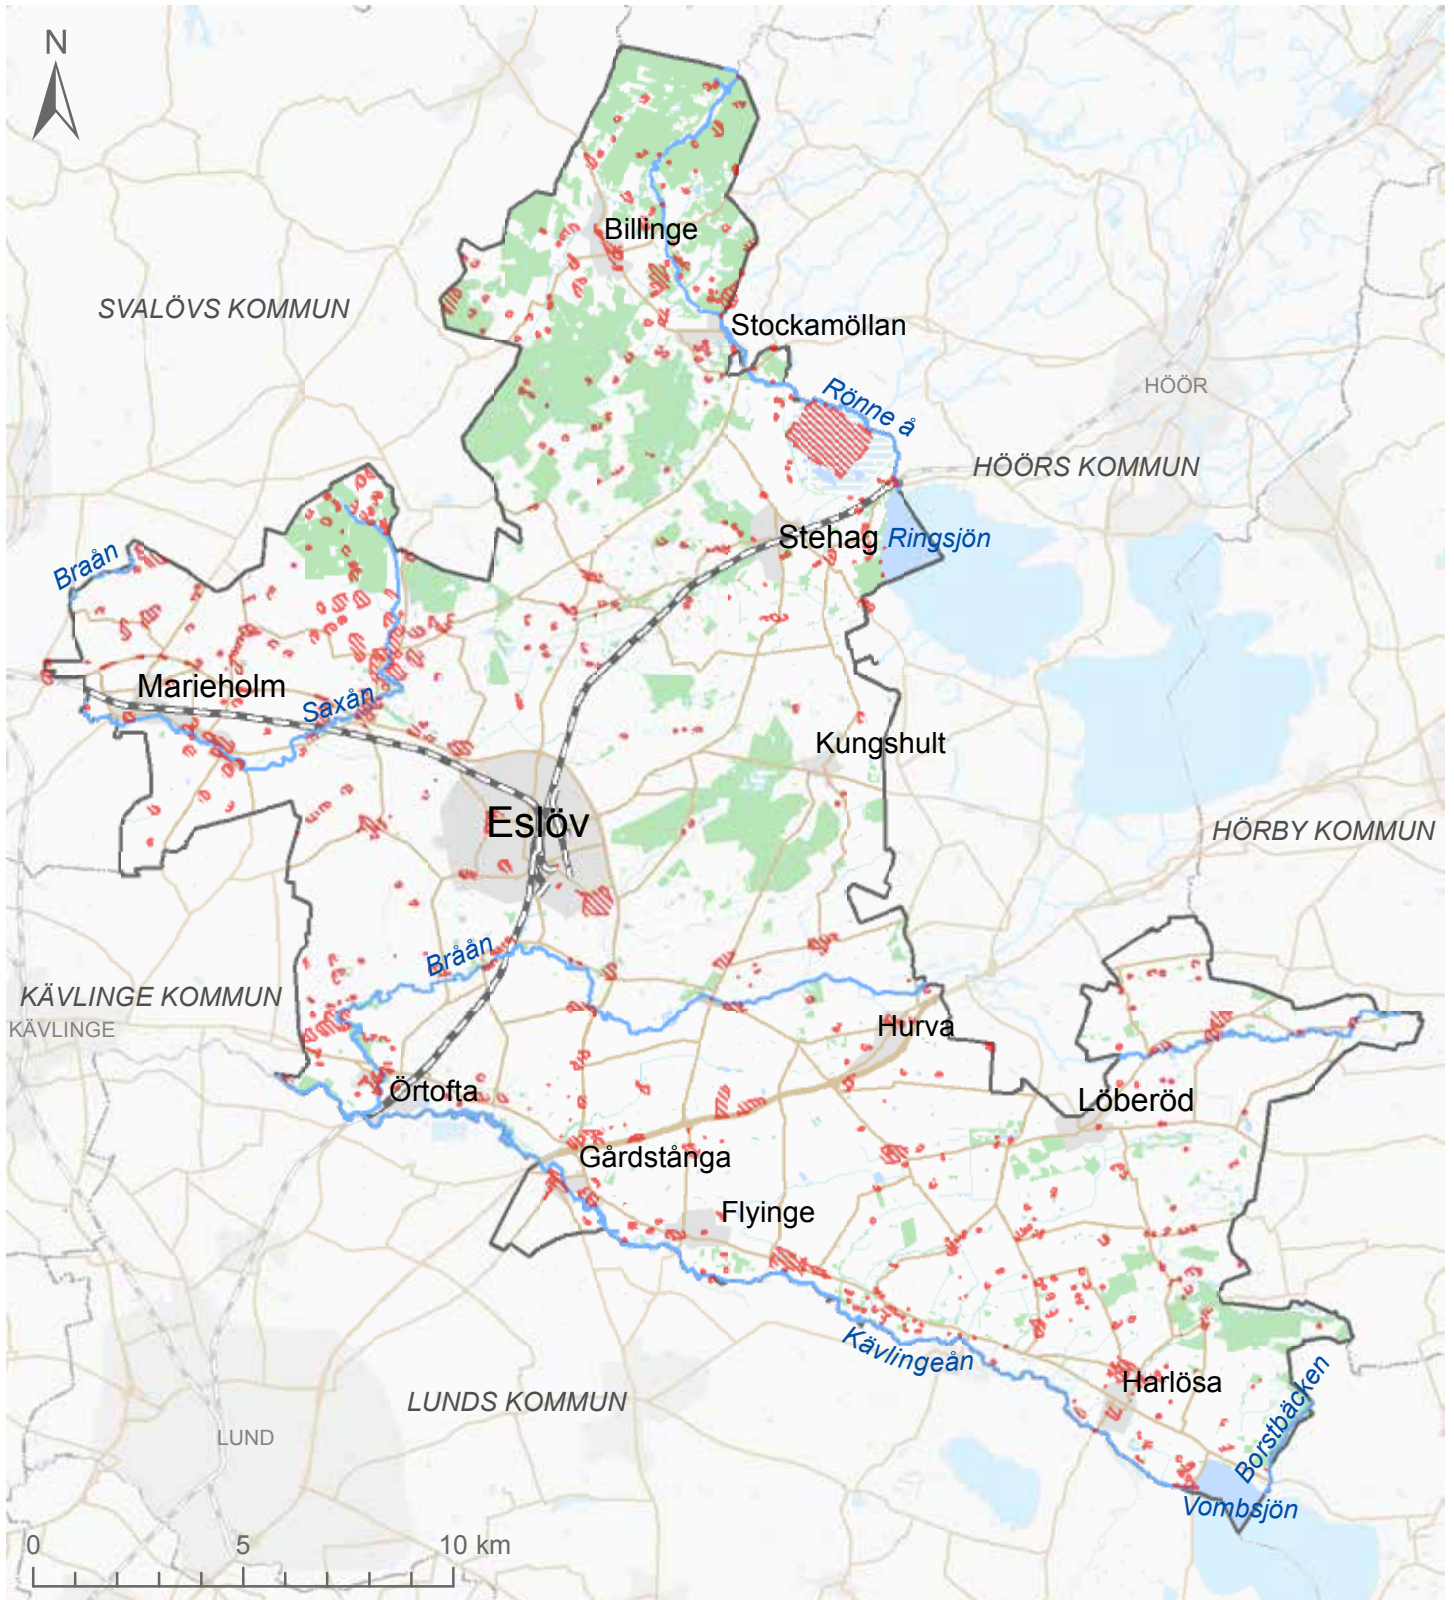 N
Billinge
SVALÖVS KOMMUN
Stockamöllan
HÖÖR
Rönne å
HÖÖRS KOMMUN
Stehag
Ringsjön
Braån
Marieholm
Saxån
Kungshult
Eslöv
HÖRBY KOMMUN
Bråån
KÄVLINGE KOMMUN
KÄVLINGE
Hurva
Örtofta
Löberöd
Gårdstånga
Flyinge
Kävlingeån
Harlösa
LUNDS KOMMUN
Borstbäcken
LUND
Vombsjön
0 5 10 km